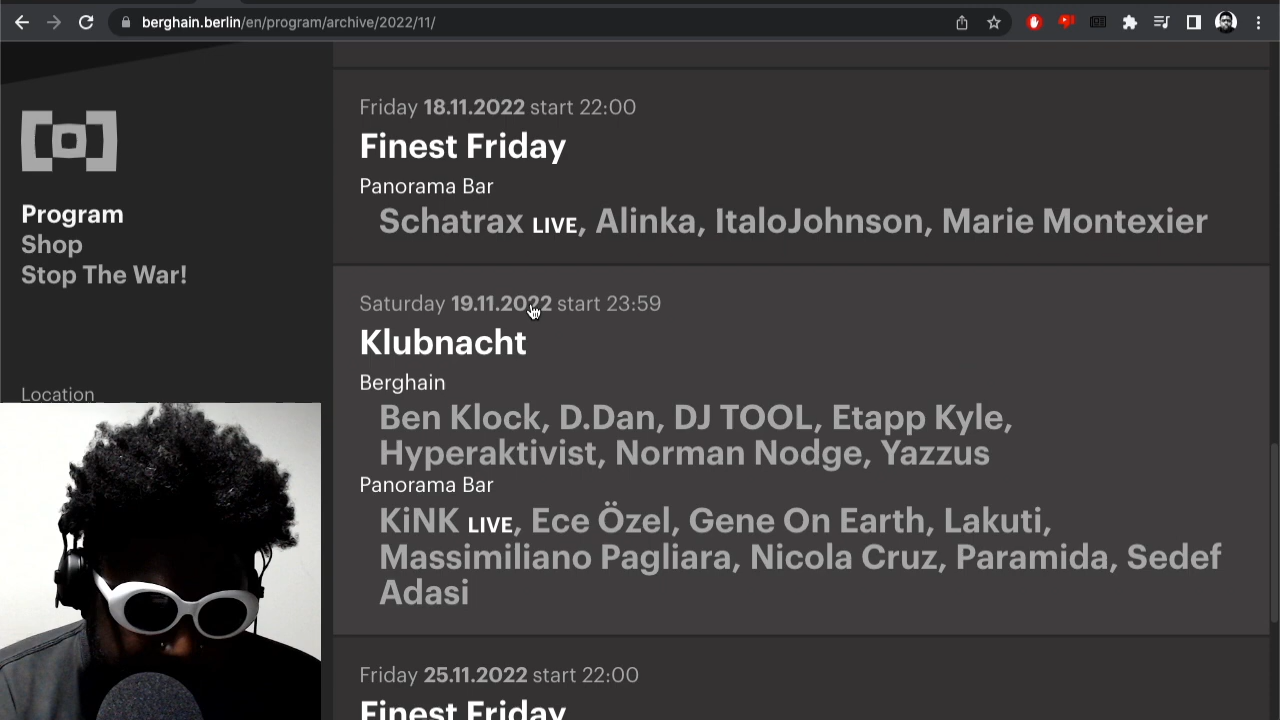 berghain.berlin/en/program/archive/2022/11/
Program
Shop
Stop The War!
Location
Friday 18.11.2022 start 22:00
Finest Friday
Panorama Bar
Schatrax LIVE, Alinka, ItaloJohnson, Marie Montexier
Saturday 19.11.2022 start 23:59
Klubnacht
Berghain
Ben Klock, D.Dan, DJ TOOL, Etapp Kyle,
Hyperaktivist, Norman Nodge, Yazzus
Panorama Bar
KiNK LIVE, Ece Özel, Gene On Earth, Lakuti,
Massimiliano Pagliara, Nicola Cruz, Paramida, Sedef
Adasi
Friday 25.11.2022 start 22:00
Finest Friday